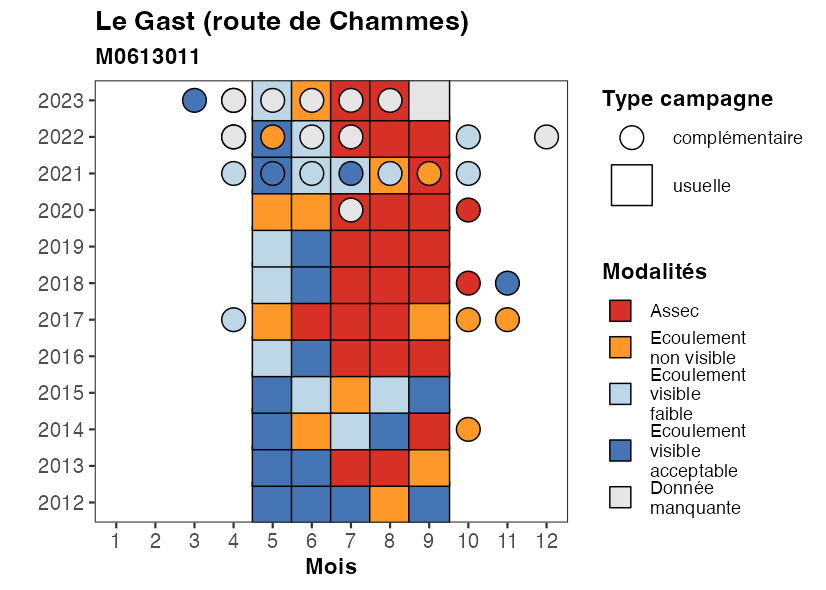 Le Gast (route de Chammes)
M0613011
2023
2022
2021
2020
2019
2018
2017
2016
2015
2014
2013
2012
1 2 3 4 5 6 7 8 9 10 11 12
Mois
Type campagne
complémentaire
usuelle
Modalités
Assec
Ecoulement
non visible
Ecoulement
visible
faible
Ecoulement
visible
acceptable
Donnée
manquante